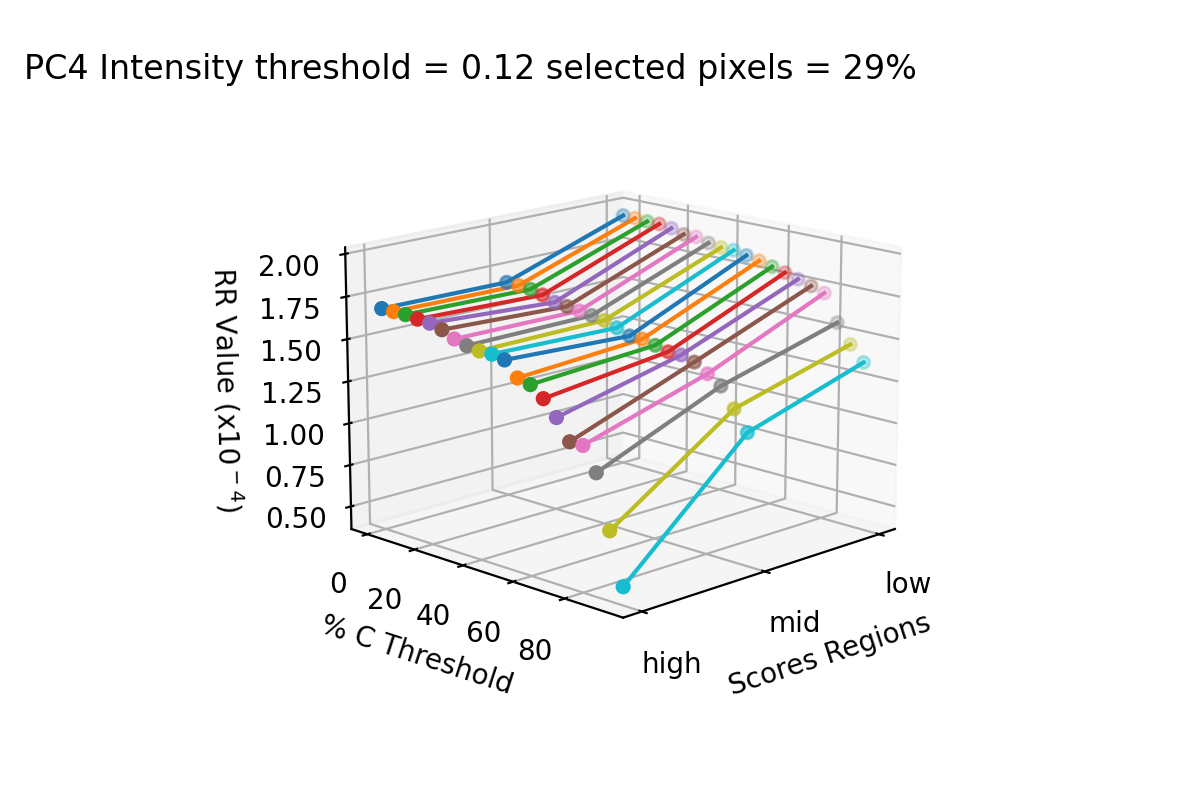 PC4 Intensity threshold = 0.12 selected pixels = 29%
RR Value (x10⁻⁴)
2.00
1.75
1.50
1.25
1.00
0.75
0.50
0
20
40
60
80
% C Threshold
high
mid
low
Scores Regions